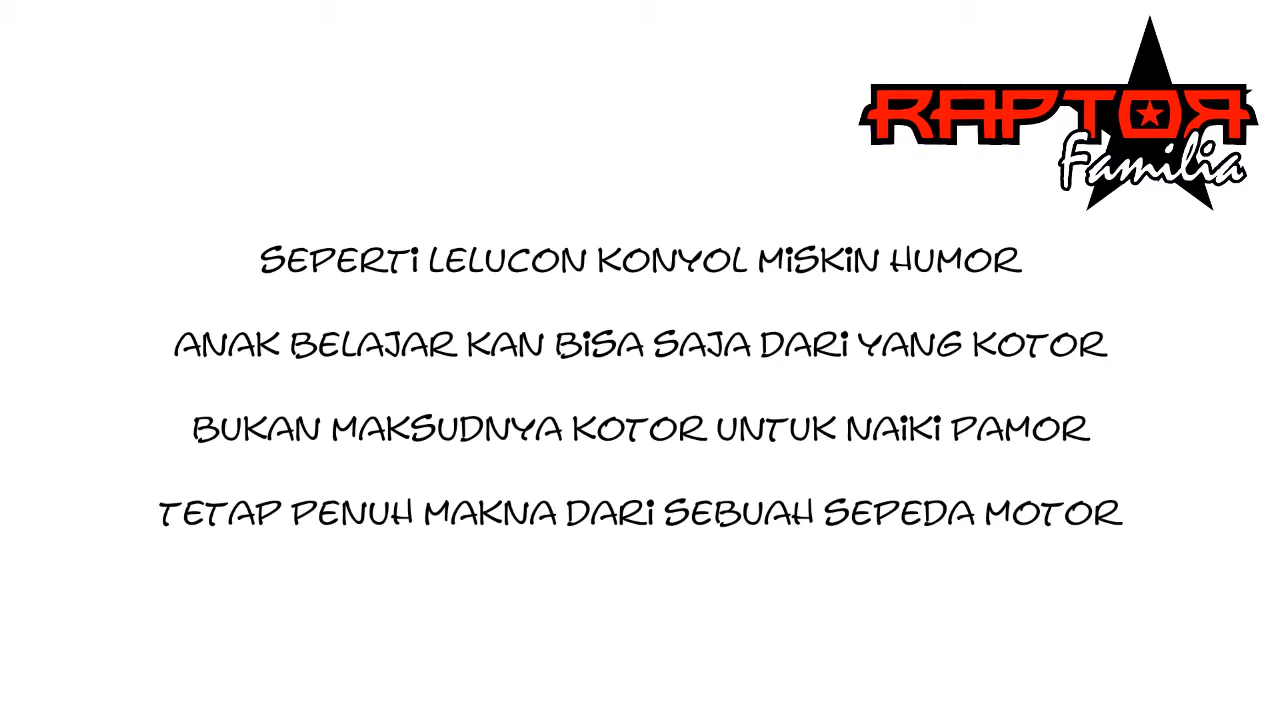 RAPTOR
Familia
SEPERTI LELUCON KONYOL MISKIN HUMOR
ANAK BELAJAR KAN BISA SAJA DARI YANG KOTOR
BUKAN MAKSUDNYA KOTOR UNTUK NAIKI PAMOR
TETAP PENUH MAKNA DARI SEBUAH SEPEDA MOTOR